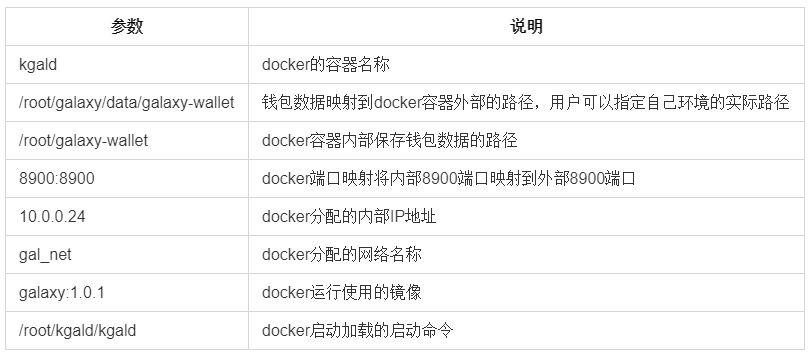 参数 说明
kgald docker的容器名称
/root/galaxy/data/galaxy-wallet 钱包数据映射到docker容器外部的路径，用户可以指定自己环境的实际路径
/root/galaxy-wallet docker容器内部保存钱包数据的路径
8900:8900 docker端口映射将内部8900端口映射到外部8900端口
10.0.0.24 docker分配的内部IP地址
gal_net docker分配的网络名称
galaxy:1.0.1 docker运行使用的镜像
/root/kgald/kgald docker启动加载的启动命令